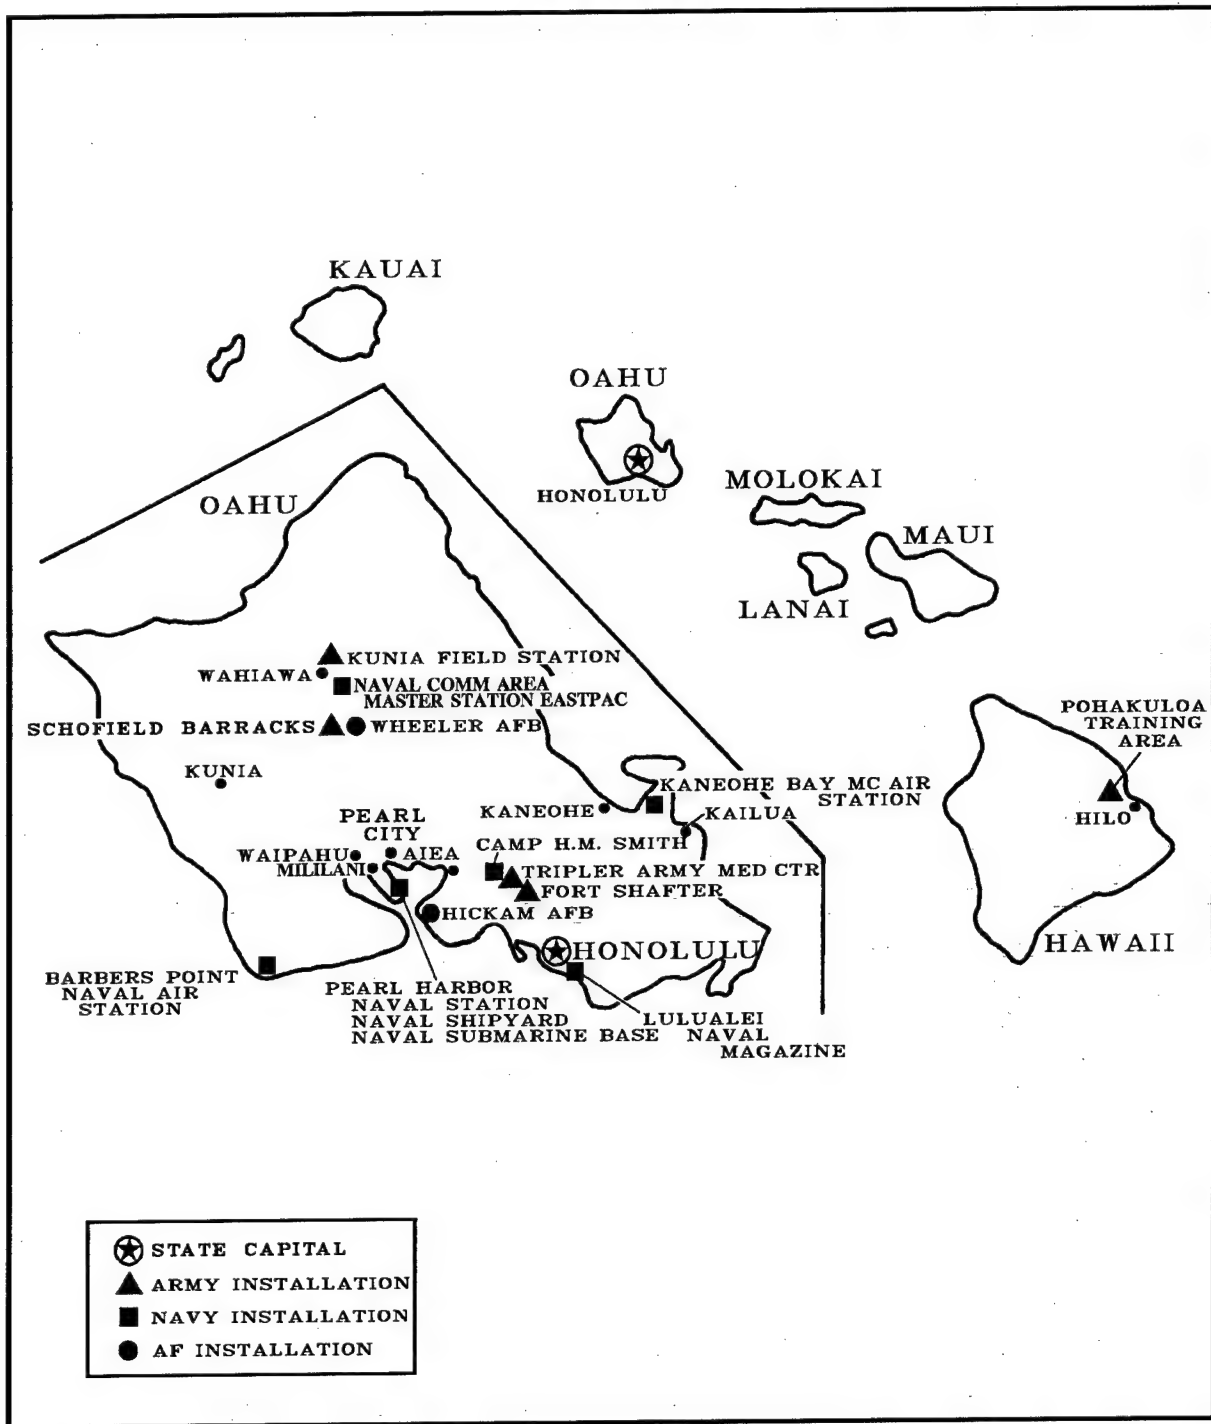 KAUAI
OAHU
HONOLULU
MOLOKAI
MAUI
LANAI
OAHU
KUNIA FIELD STATION
WAHIAWA
NAVAL COMM AREA
MASTER STATION EASTPAC
SCHOFIELD BARRACKS
WHEELER AFB
KUNIA
POHAKULOA
TRAINING
AREA
HILO
HAWAII
KANEOHE BAY MC AIR
STATION
KANEOHE
KAILUA
PEARL
CITY
CAMP H.M. SMITH
WAIPAHU
AIEA
MILILANI
TRIPLER ARMY MED CTR
FORT SHAFTER
HICKAM AFB
HONOLULU
BARBERS POINT
NAVAL AIR
STATION
PEARL HARBOR
NAVAL STATION
NAVAL SHIPYARD
NAVAL SUBMARINE BASE
LULUALEI
NAVAL
MAGAZINE
STATE CAPITAL
ARMY INSTALLATION
NAVY INSTALLATION
AF INSTALLATION